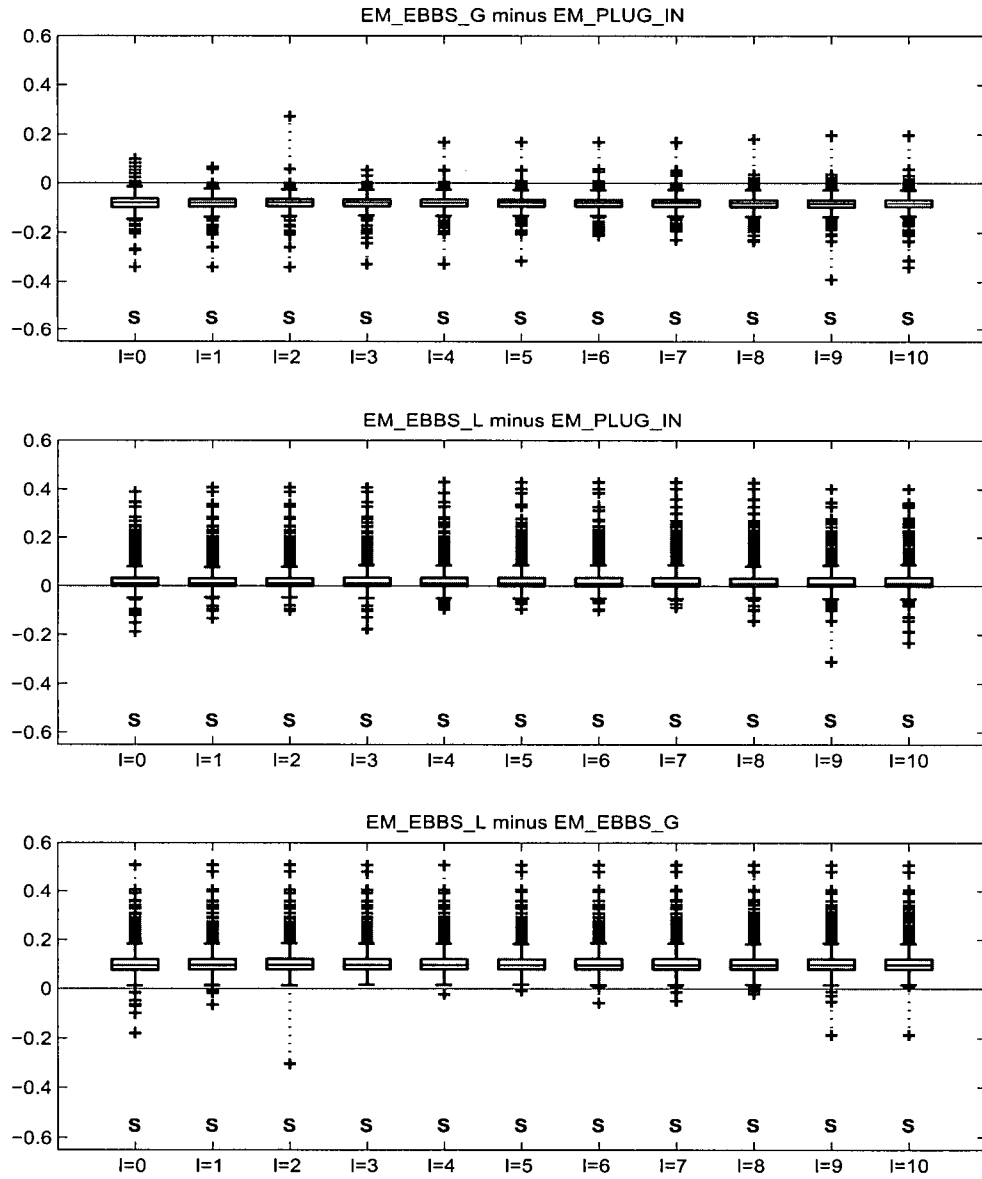 EM_EBBS_G minus EM_PLUG_IN
0.6
0.4
0.2
0
−0.2
−0.4
−0.6
S S S S S S S S S S S
I=0 I=1 I=2 I=3 I=4 I=5 I=6 I=7 I=8 I=9 I=10
EM_EBBS_L minus EM_PLUG_IN
0.6
0.4
0.2
0
−0.2
−0.4
−0.6
S S S S S S S S S S S
I=0 I=1 I=2 I=3 I=4 I=5 I=6 I=7 I=8 I=9 I=10
EM_EBBS_L minus EM_EBBS_G
0.6
0.4
0.2
0
−0.2
−0.4
−0.6
S S S S S S S S S S S
I=0 I=1 I=2 I=3 I=4 I=5 I=6 I=7 I=8 I=9 I=10